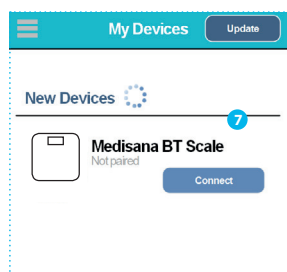 My Devices Update
New Devices
7
Medisana BT Scale
Not paired
Connect